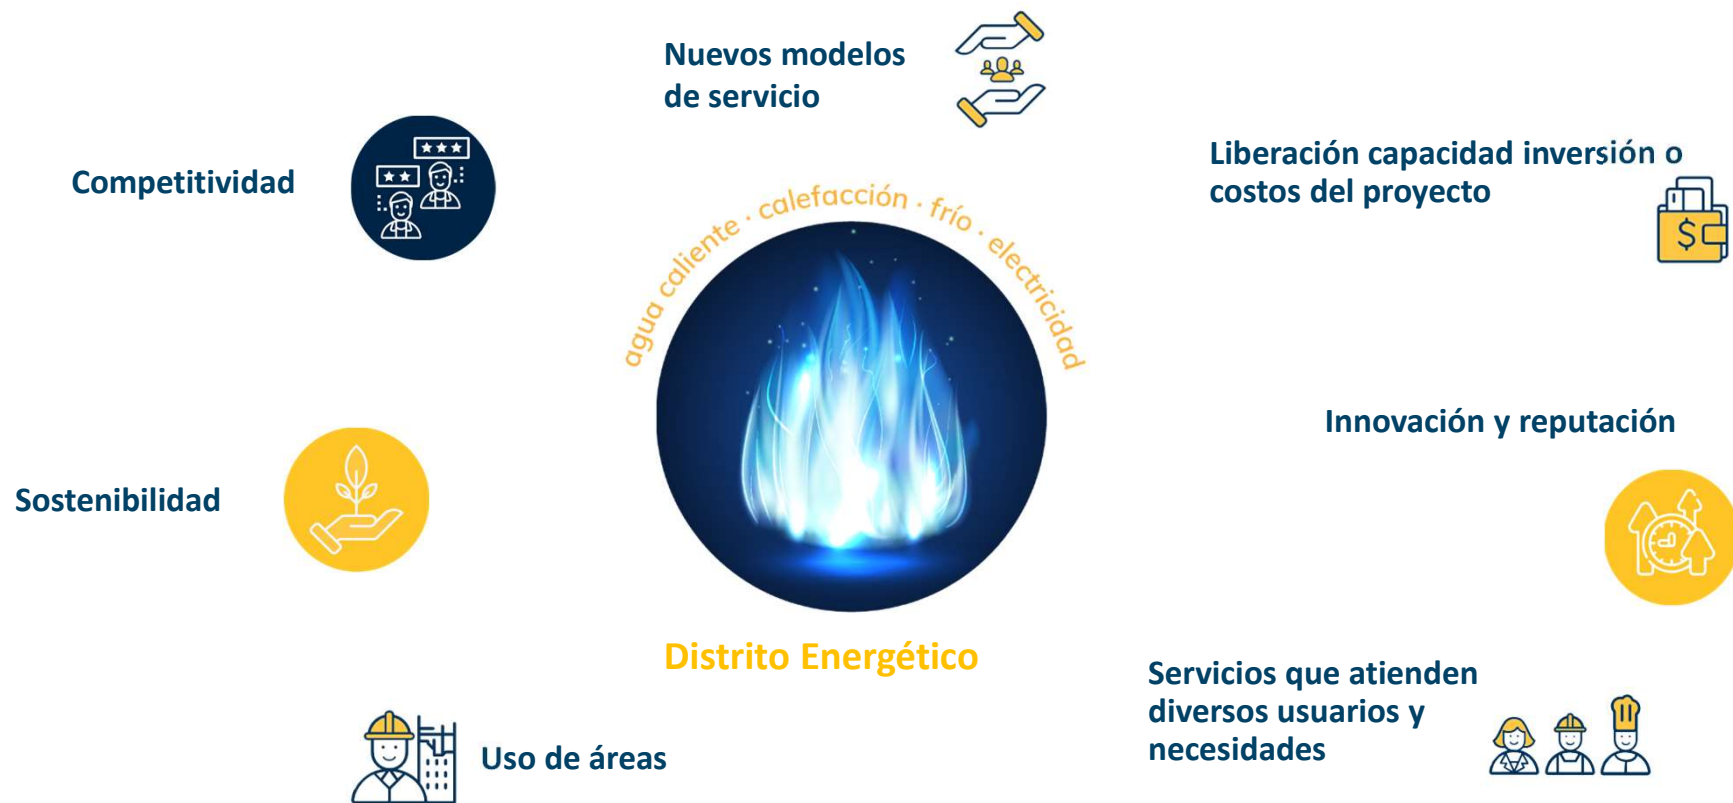 Nuevos modelos
de servicio
Competitividad
Liberación capacidad inversión o
costos del proyecto
$
agua caliente · calefacción · frío · electricidad
Innovación y reputación
Sostenibilidad
Distrito Energético
Servicios que atienden
diversos usuarios y
necesidades
Uso de áreas